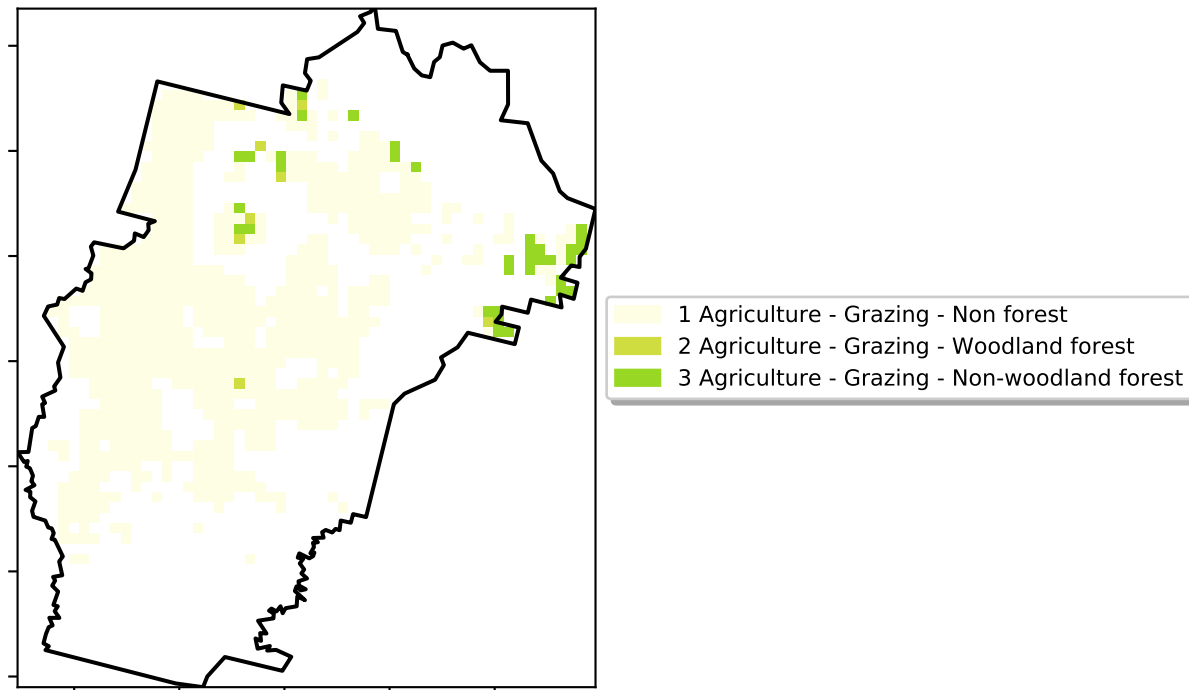 1 Agriculture - Grazing - Non forest
2 Agriculture - Grazing - Woodland forest
3 Agriculture - Grazing - Non-woodland forest